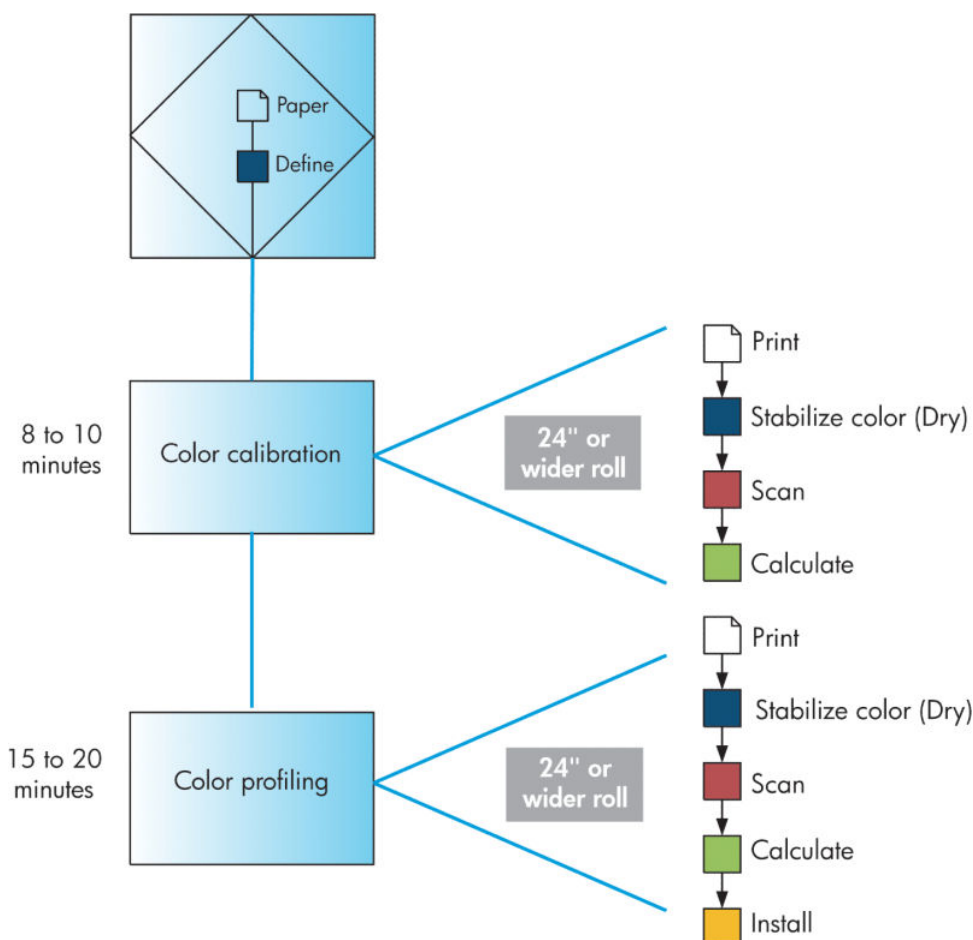 Paper
Define
8 to 10
minutes
Color calibration
24" or
wider roll
Print
Stabilize color (Dry)
Scan
Calculate
15 to 20
minutes
Color profiling
24" or
wider roll
Print
Stabilize color (Dry)
Scan
Calculate
Install